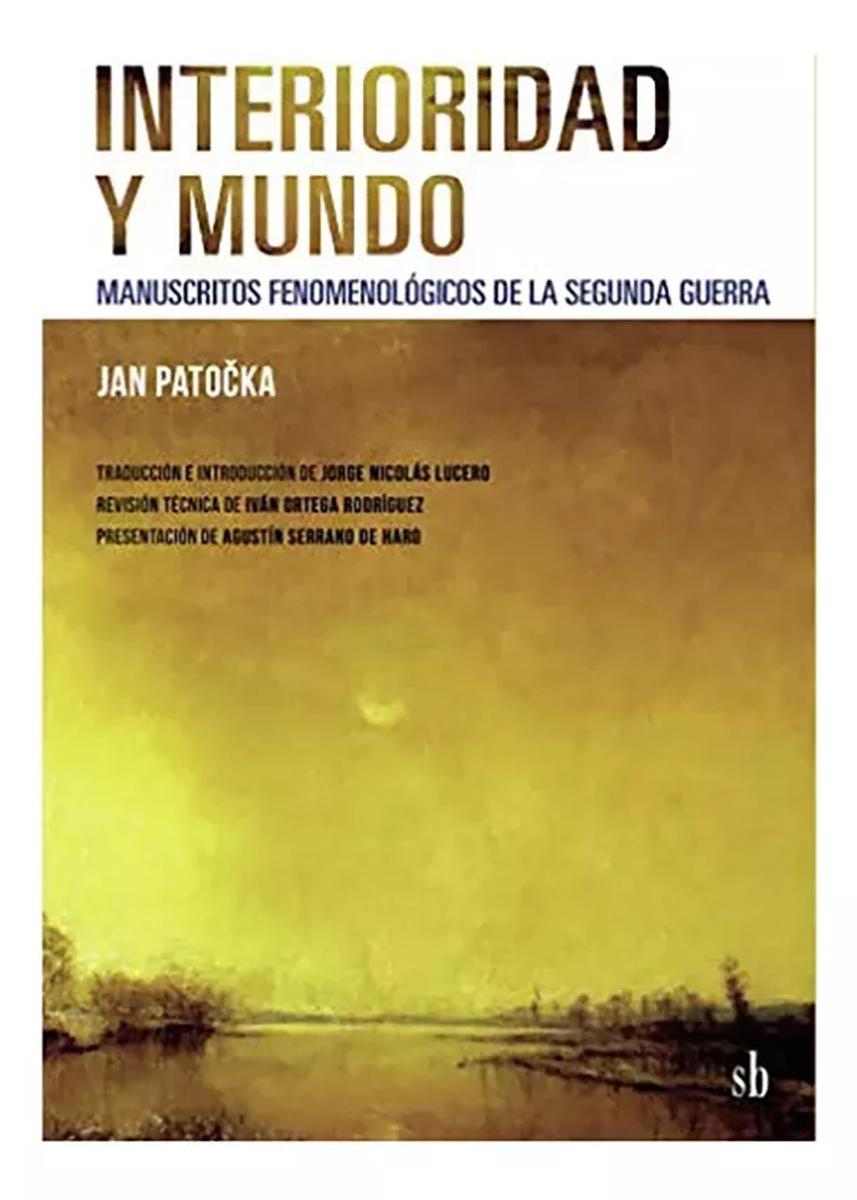 INTERIORIDAD
Y MUNDO
MANUSCRITOS FENOMENOLÓGICOS DE LA SEGUNDA GUERRA
JAN PATOČKA
TRADUCCIÓN E INTRODUCCIÓN DE JORGE NICOLÁS LUCERO
REVISIÓN TÉCNICA DE IVÁN ORTEGA RODRÍGUEZ
PRESENTACIÓN DE AGUSTÍN SERRANO DE HARO
sb